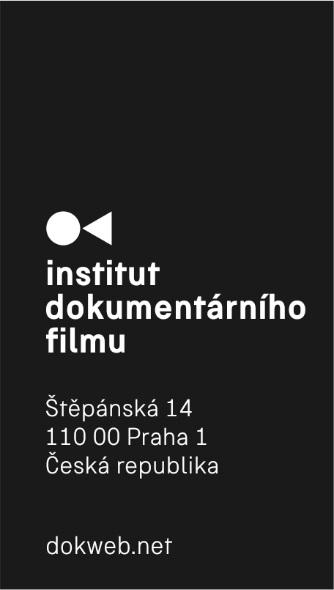 institut
dokumentárního
filmu
Štěpánská 14
110 00 Praha 1
Česká republika
dokweb.net